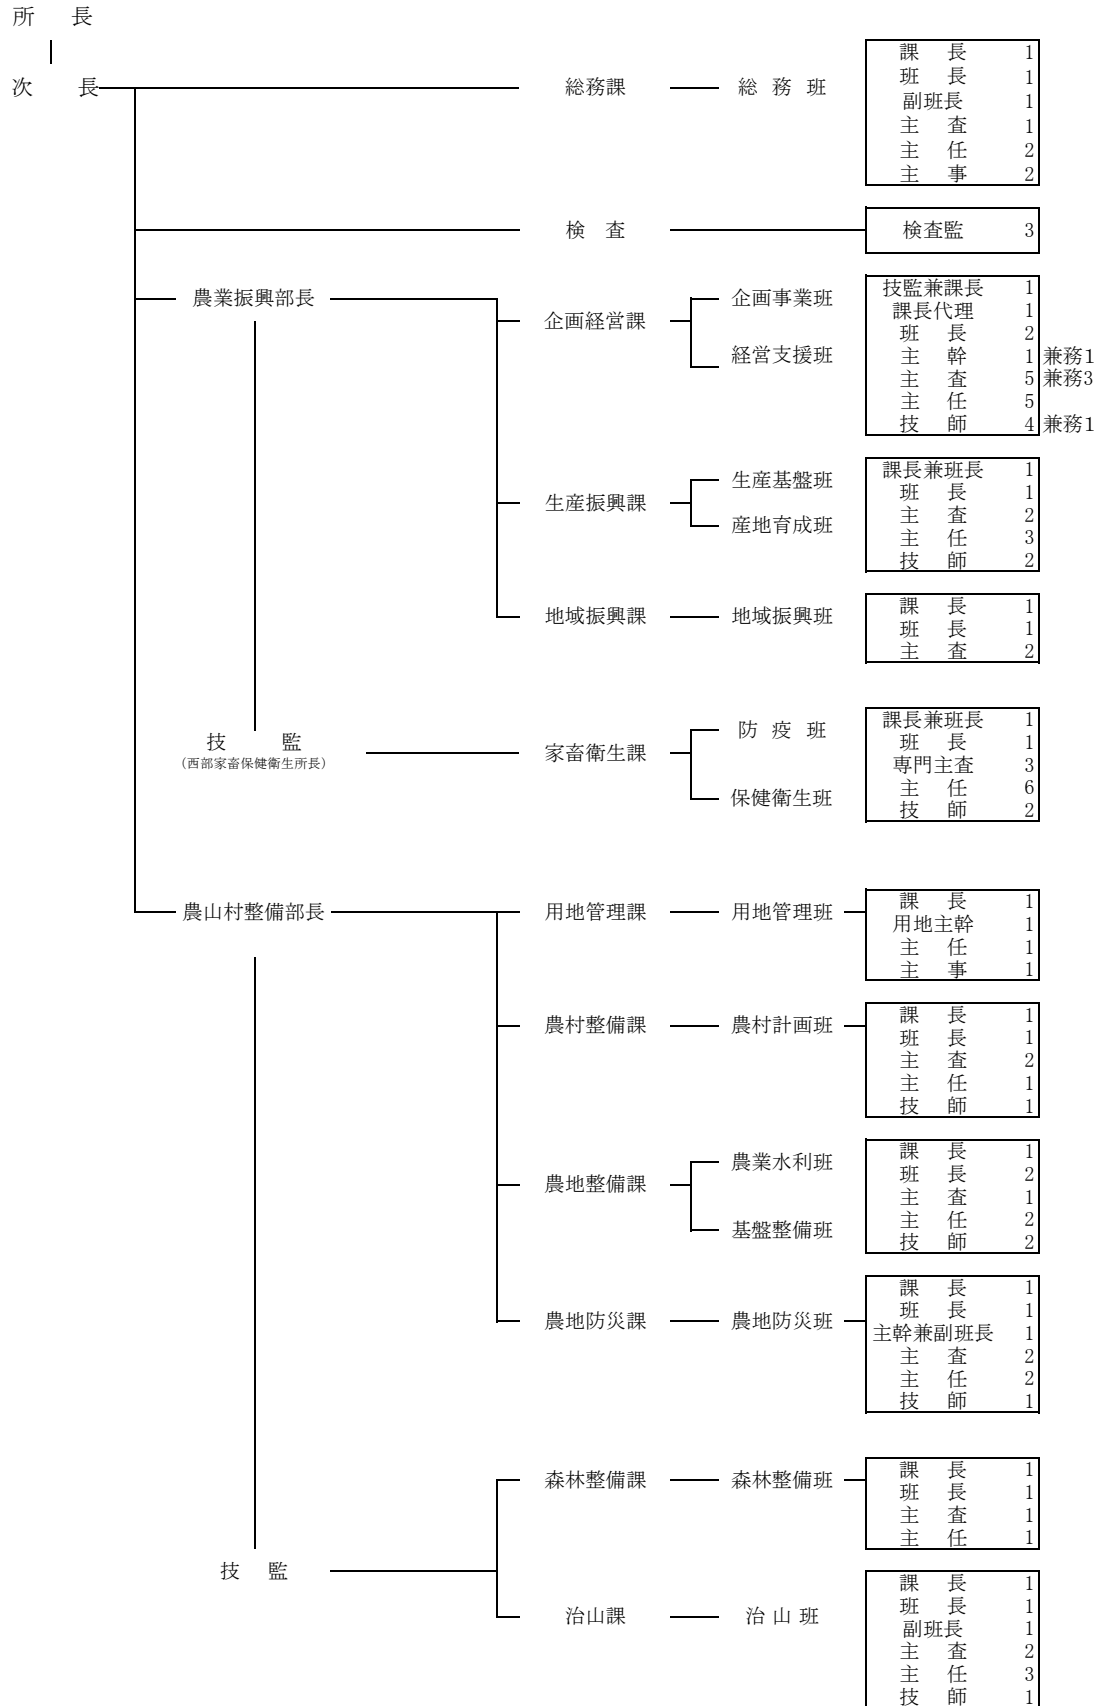 所　長
次　長　総務課　総 務 班
課　長　1
班　長　1
副班長　1
主　査　1
主　任　2
主　事　2
検　査　検査監　3
農業振興部長
企画経営課
企画事業班
経営支援班
技監兼課長　1
課長代理　1
班　長　2
主　幹　1 兼務1
主　査　5 兼務3
主　任　5
技　師　4 兼務1
生産振興課
生産基盤班
産地育成班
課長兼班長　1
班　長　1
主　査　2
主　任　3
技　師　2
地域振興課　地域振興班
課　長　1
班　長　1
主　査　2
技　監
(西部家畜保健衛生所長)
家畜衛生課
防 疫 班
保健衛生班
課長兼班長　1
班　長　1
専門主査　3
主　任　6
技　師　2
農山村整備部長
用地管理課　用地管理班
課　長　1
用地主幹　1
主　任　1
主　事　1
農村整備課　農村計画班
課　長　1
班　長　1
主　査　2
主　任　1
技　師　1
農地整備課
農業水利班
基盤整備班
課　長　1
班　長　2
主　査　1
主　任　2
技　師　2
農地防災課　農地防災班
課　長　1
班　長　1
主幹兼副班長　1
主　査　2
主　任　2
技　師　1
技　監
森林整備課　森林整備班
課　長　1
班　長　1
主　査　1
主　任　1
治山課　治 山 班
課　長　1
班　長　1
副班長　1
主　査　2
主　任　3
技　師　1